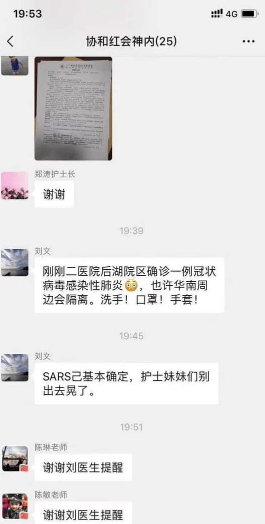 19:53
4G
协和红会神内(25)
郑涛护士长
谢谢
19:39
刘文
刚刚二医院后湖院区确诊一例冠状
病毒感染性肺炎😳，也许华南周
边会隔离。洗手！口罩！手套！
19:45
刘文
SARS己基本确定，护士妹妹们别
出去晃了。
19:51
陈琳老师
谢谢刘医生提醒
陈敏老师
谢谢刘医生提醒